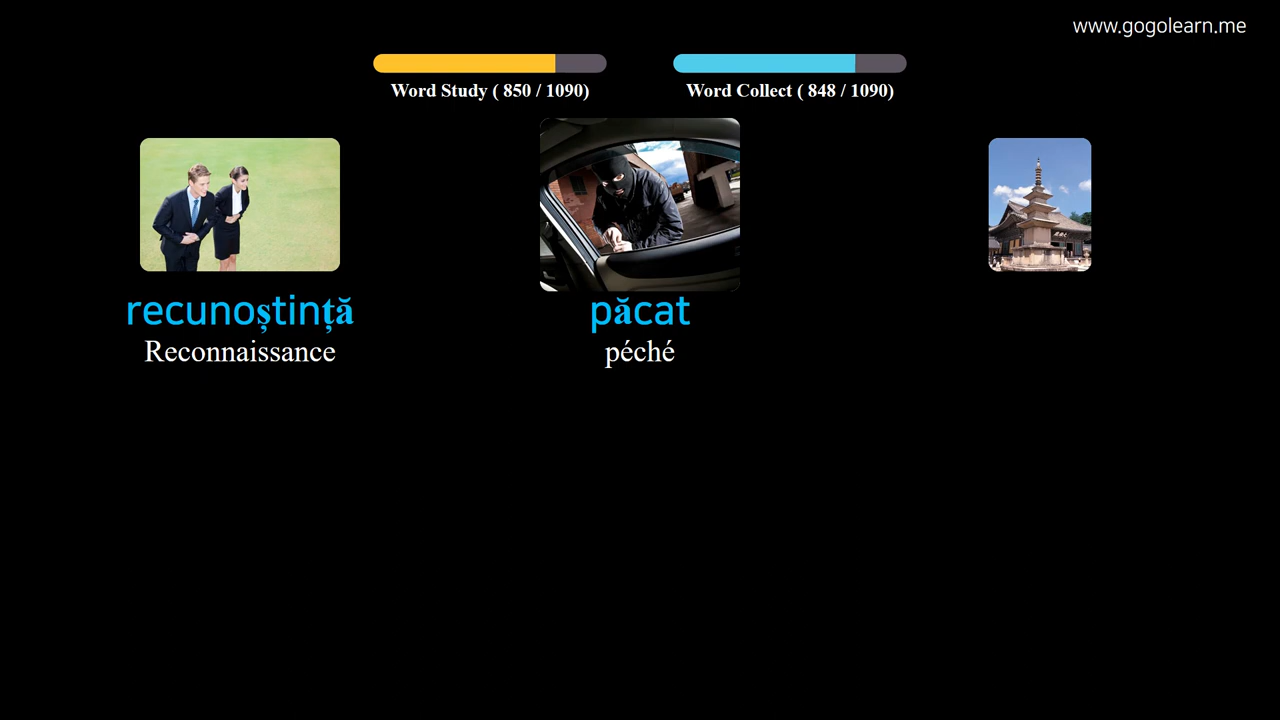 www.gogolearn.me
Word Study ( 850 / 1090)
Word Collect ( 848 / 1090)
recunoștință
păcat
Reconnaissance
péché